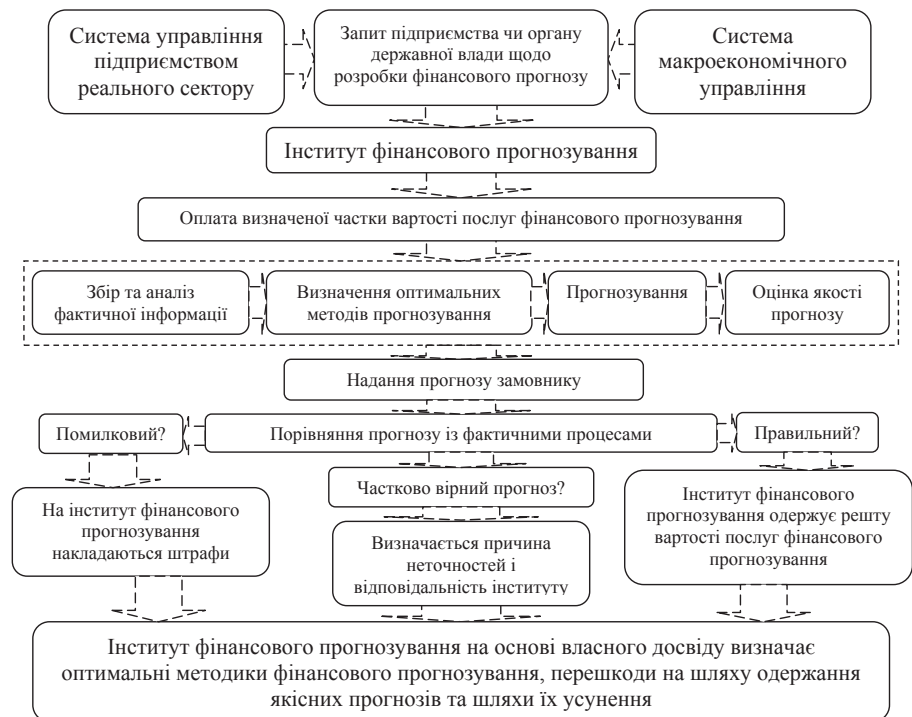 Система управління
підприємством
реального сектору
Запит підприємства чи органу
державної влади щодо
розробки фінансового прогнозу
Система
макроекономічного
управління
Інститут фінансового прогнозування
Оплата визначеної частки вартості послуг фінансового прогнозування
Збір та аналіз
фактичної інформації
Визначення оптимальних
методів прогнозування
Прогнозування
Оцінка якості
прогнозу
Надання прогнозу замовнику
Помилковий?
Порівняння прогнозу із фактичними процесами
Правильний?
Частково вірний прогноз?
На інститут фінансового
прогнозування
накладаються штрафи
Визначається причина
неточностей і
відповідальність інституту
Інститут фінансового
прогнозування одержує решту
вартості послуг фінансового
прогнозування
Інститут фінансового прогнозування на основі власного досвіду визначає
оптимальні методики фінансового прогнозування, перешкоди на шляху одержання
якісних прогнозів та шляхи їх усунення